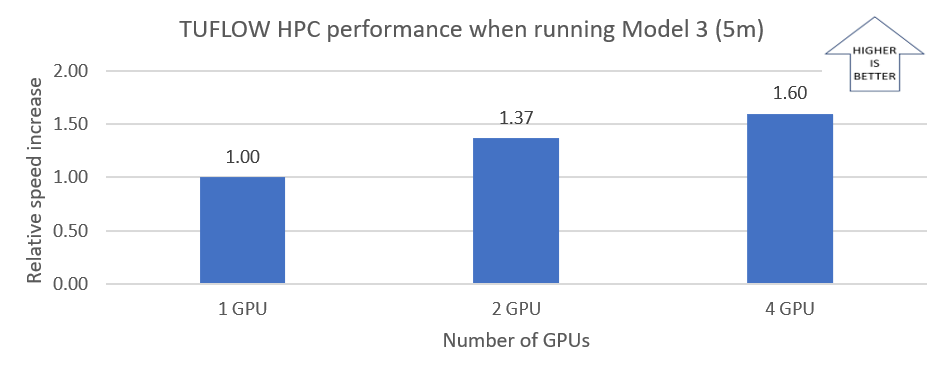 TUFLOW HPC performance when running Model 3 (5m)
HIGHER
IS
BETTER
Relative speed increase
2.00
1.50
1.00
0.50
0.00
1.00
1.37
1.60
1 GPU
2 GPU
4 GPU
Number of GPUs